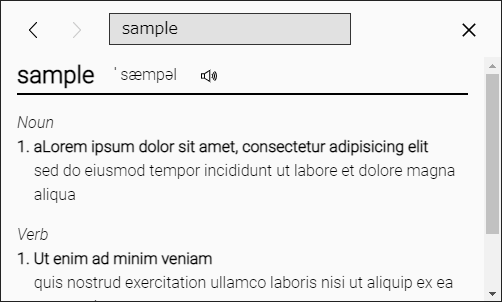 sample
sample ˈsæmpəl
Noun
1. aLorem ipsum dolor sit amet, consectetur adipisicing elit
sed do eiusmod tempor incididunt ut labore et dolore magna
aliqua
Verb
1. Ut enim ad minim veniam
quis nostrud exercitation ullamco laboris nisi ut aliquip ex ea